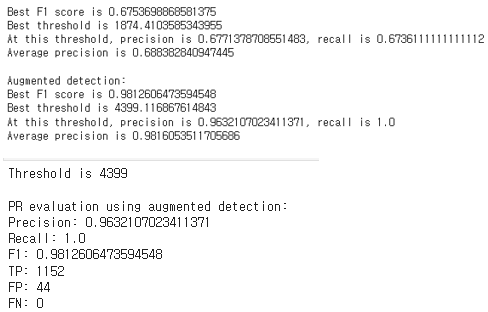 Best F1 score is 0.6753698868581375
Best threshold is 1874.4103585343955
At this threshold, precision is 0.6771378708551483, recall is 0.6736111111111112
Average precision is 0.688382840947445
Augmented detection:
Best F1 score is 0.9812606473594548
Best threshold is 4399.116867614843
At this threshold, precision is 0.9632107023411371, recall is 1.0
Average precision is 0.9816053511705686
Threshold is 4399
PR evaluation using augmented detection:
Precision: 0.9632107023411371
Recall: 1.0
F1: 0.9812606473594548
TP: 1152
FP: 44
FN: 0